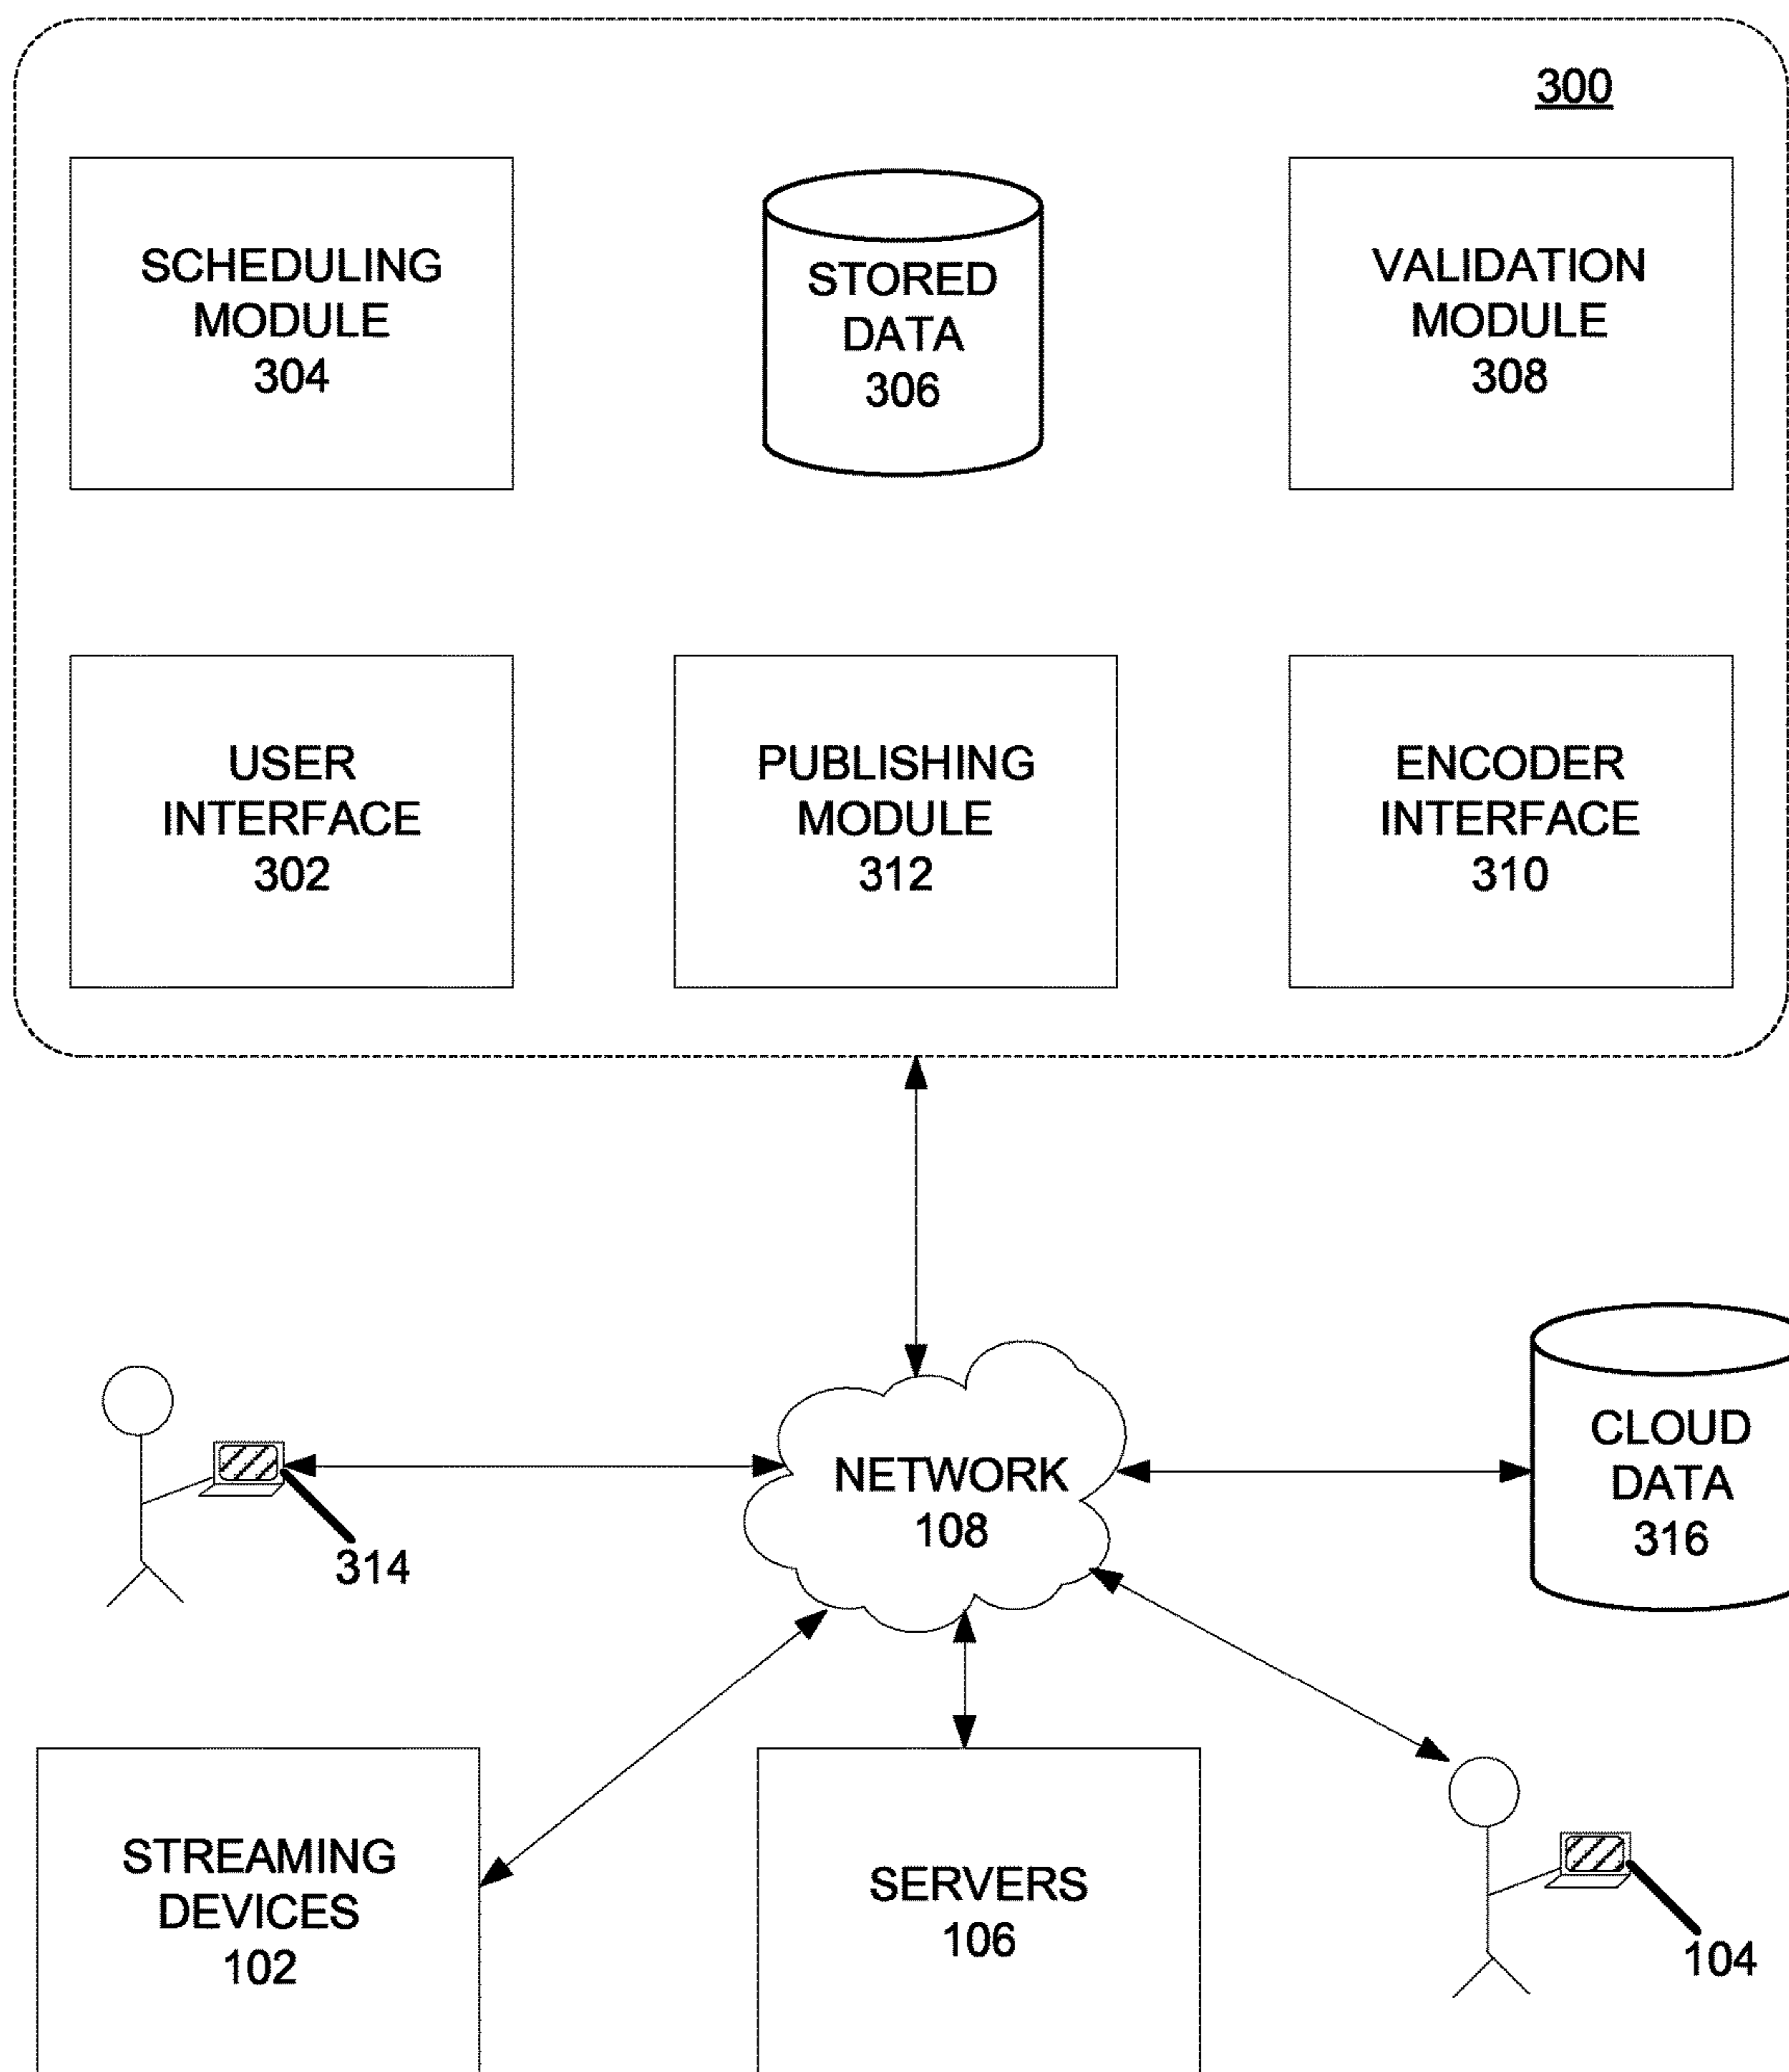 300
SCHEDULING
MODULE
304
STORED
DATA
306
VALIDATION
MODULE
308
USER
INTERFACE
302
PUBLISHING
MODULE
312
ENCODER
INTERFACE
310
314
NETWORK
108
CLOUD
DATA
316
STREAMING
DEVICES
102
SERVERS
106
104